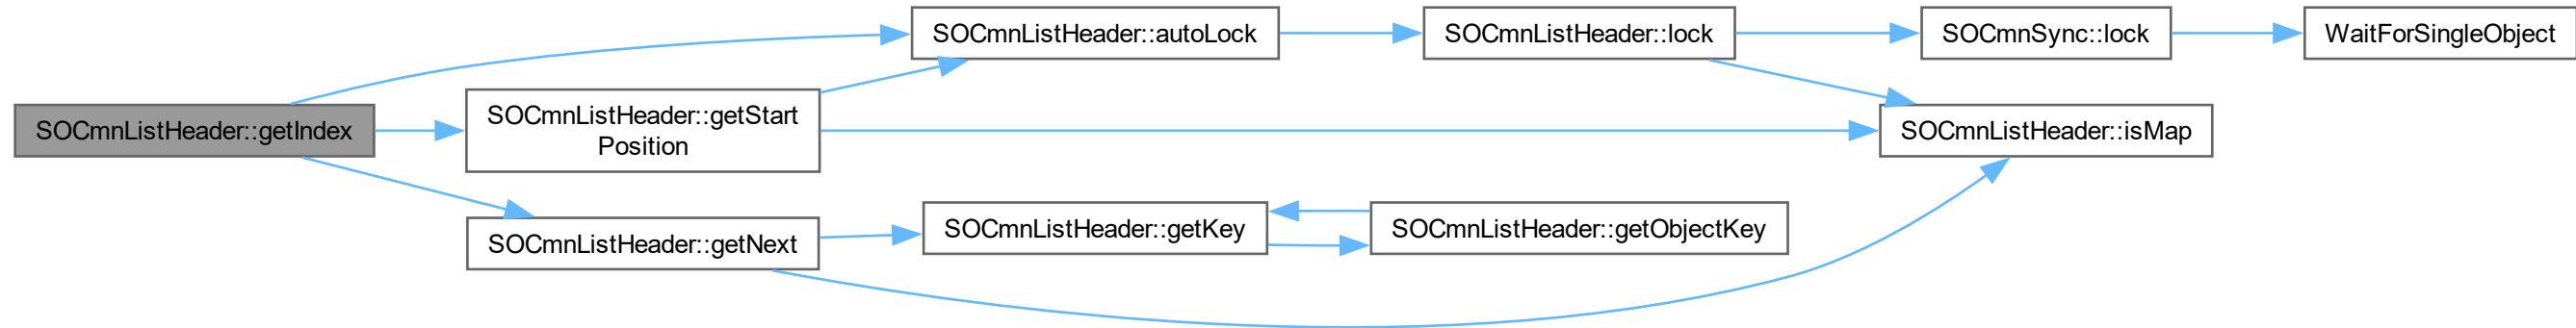 SOCmnListHeader::getIndex
SOCmnListHeader::autoLock
SOCmnListHeader::lock
SOCmnSync::lock
WaitForSingleObject
SOCmnListHeader::getStart
Position
SOCmnListHeader::isMap
SOCmnListHeader::getNext
SOCmnListHeader::getKey
SOCmnListHeader::getObjectKey